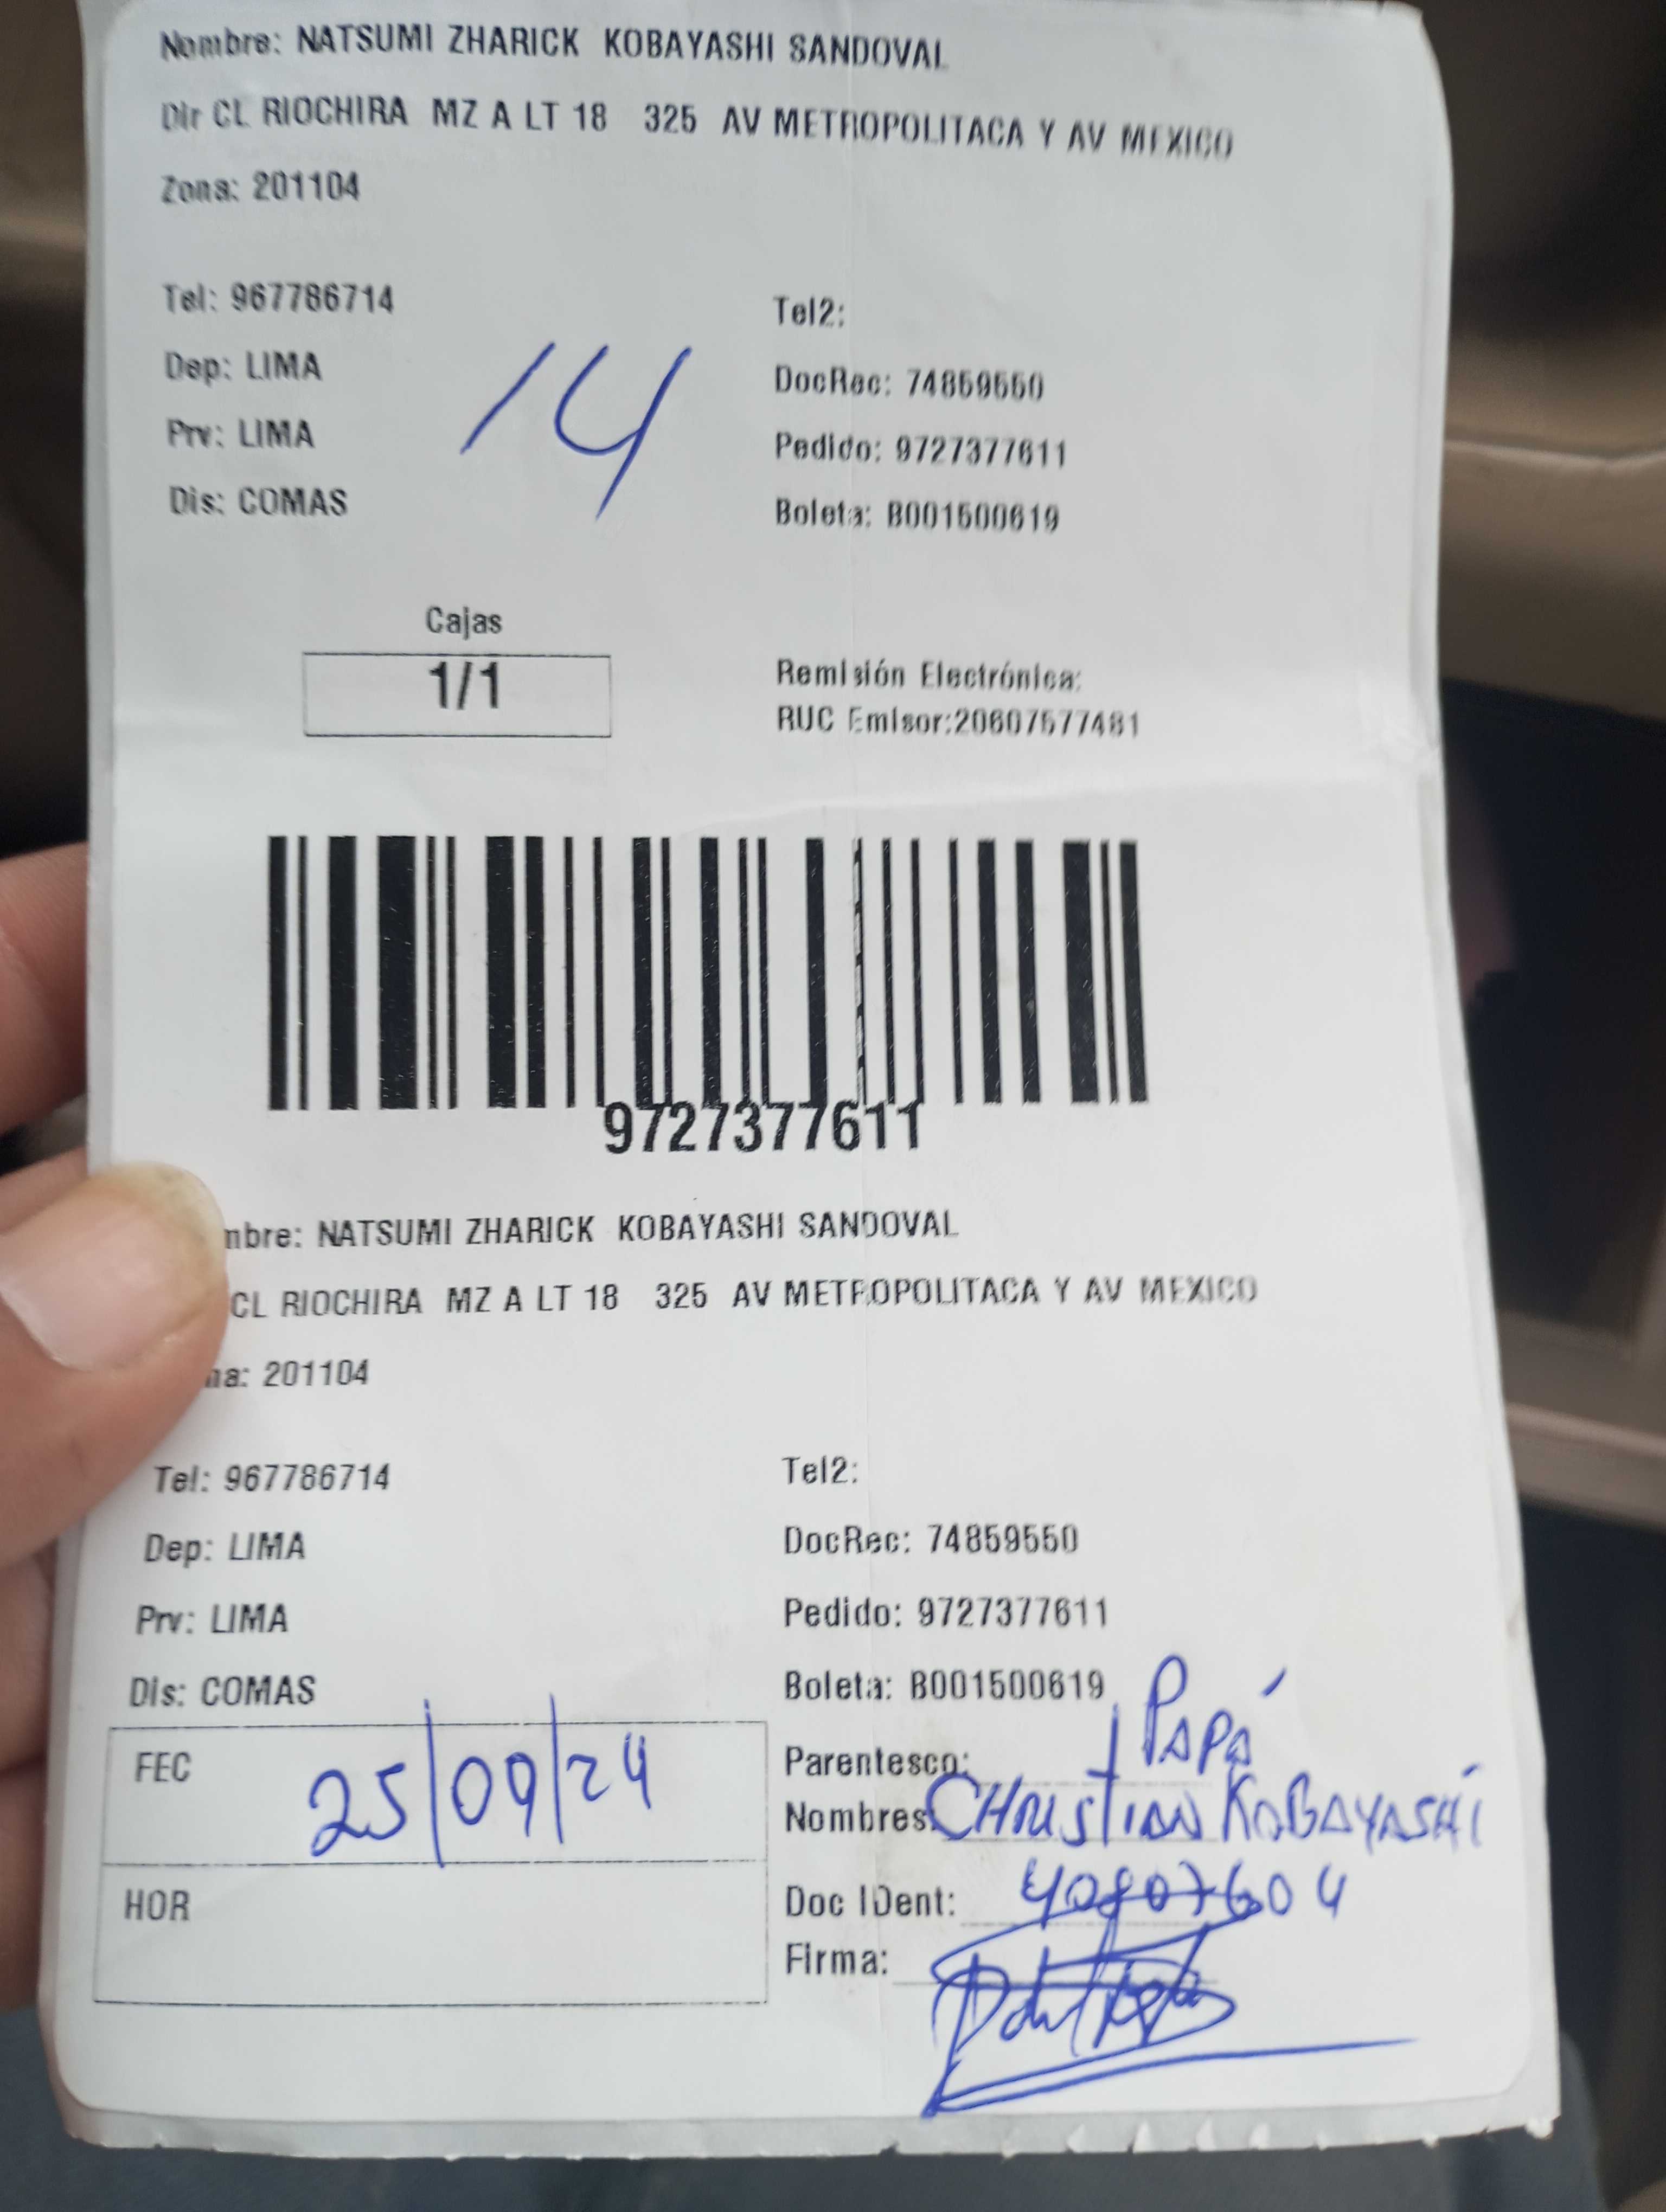 Nombre: NATSUMI ZHARICK KOBAYASHI SANDOVAL
Dir CL RIOCHIRA MZ A LT 18 325 AV METROPOLITACA Y AV MEXICO
Zona: 201104
Tel: 967786714
Tel2:
Dep: LIMA
DocRec: 74859550
Prv: LIMA
14
Pedido: 9727377611
Dis: COMAS
Boleta: B001500619
Cajas
1/1
Remisión Electrónica:
RUC Emisor:20607577481
9727377611
mbre: NATSUMI ZHARICK KOBAYASHI SANDOVAL
CL RIOCHIRA MZ A LT 18 325 AV METROPOLITACA Y AV MEXICO
na: 201104
Tel: 967786714
Tel2:
Dep: LIMA
DocRec: 74859550
Prv: LIMA
Pedido: 9727377611
Dis: COMAS
Boleta: B001500619
FEC 25/09/24
Parentesco: PAPÁ
Nombres: CHRISTIAN KOBAYASHI
HOR
Doc IDent: 40807604
Firma: